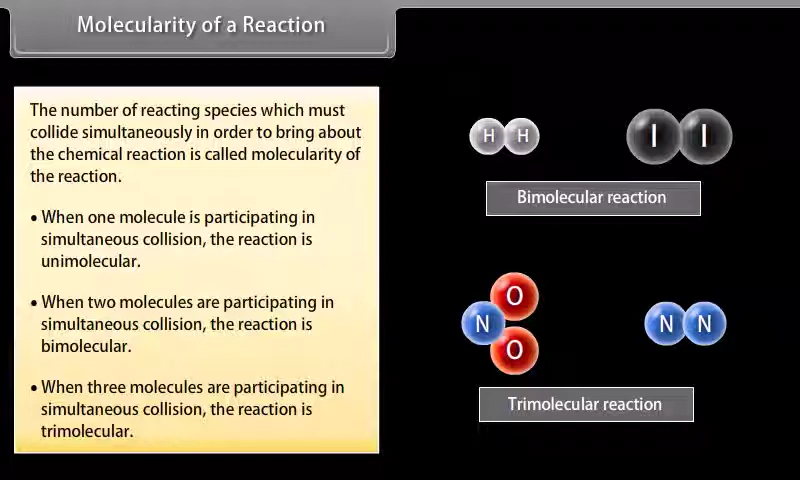 Molecularity of a Reaction
The number of reacting species which must
collide simultaneously in order to bring about
the chemical reaction is called molecularity of
the reaction.
• When one molecule is participating in
simultaneous collision, the reaction is
unimolecular.
• When two molecules are participating in
simultaneous collision, the reaction is
bimolecular.
• When three molecules are participating in
simultaneous collision, the reaction is
trimolecular.
H H
I I
Bimolecular reaction
O
N
O
N N
Trimolecular reaction